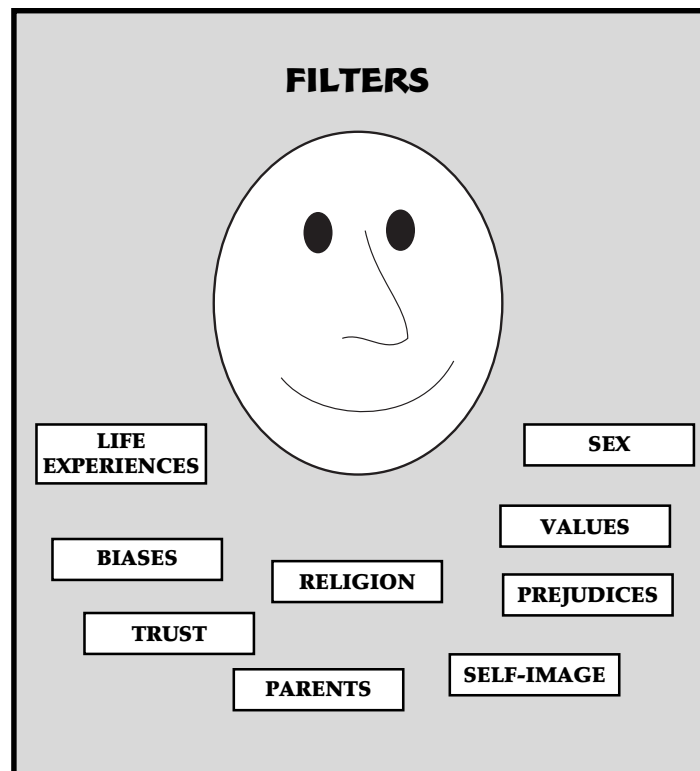 FILTERS
LIFE
EXPERIENCES
SEX
VALUES
BIASES
RELIGION
PREJUDICES
TRUST
PARENTS
SELF-IMAGE